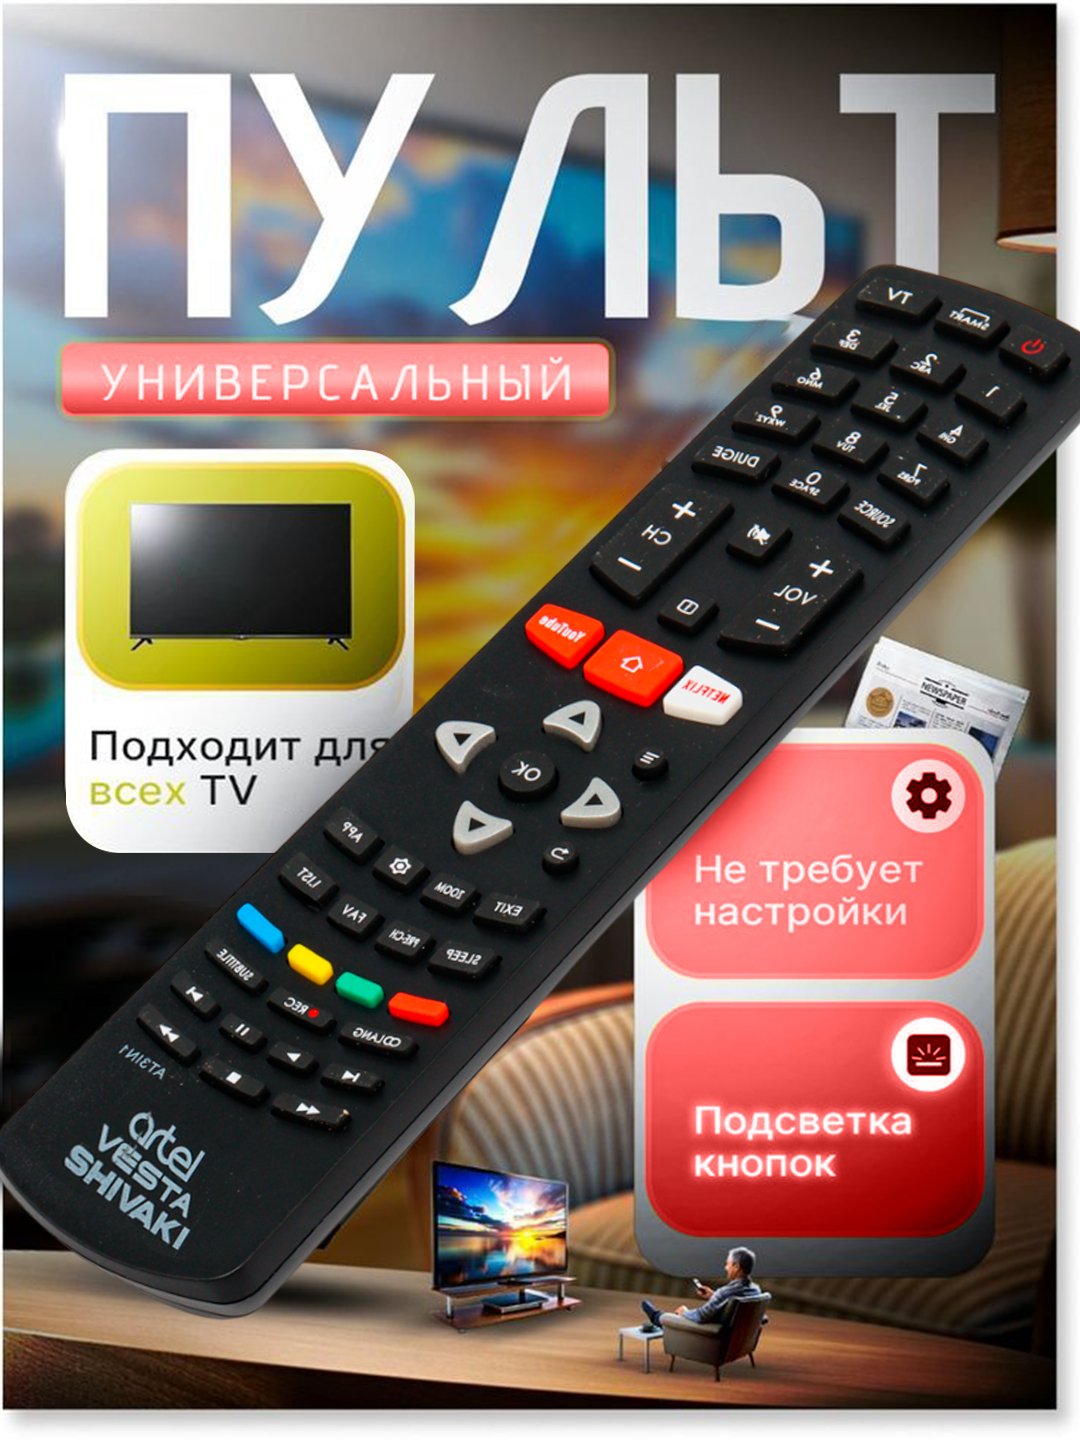 ПУЛЬТ
УНИВЕРСАЛЬНЫЙ
Подходит для
всех TV
Не требует
настройки
Подсветка
кнопок
NEWSPAPER
TV
SMART
1
2 ABC
3 DEF
4 GHI
5 JKL
6 MNO
7 PQRS
8 TUV
9 WXYZ
SOURCE
0 SPACE
GUIDE
+
CH
-
+
VOL
-
YouTube
NETFLIX
OK
APP
ZOOM
EXIT
LIST
FAV
PRE-CH
SLEEP
SUBTITLE
REC
CD/LANG
AT3IN1
artel
VESTA
SHIVAKI